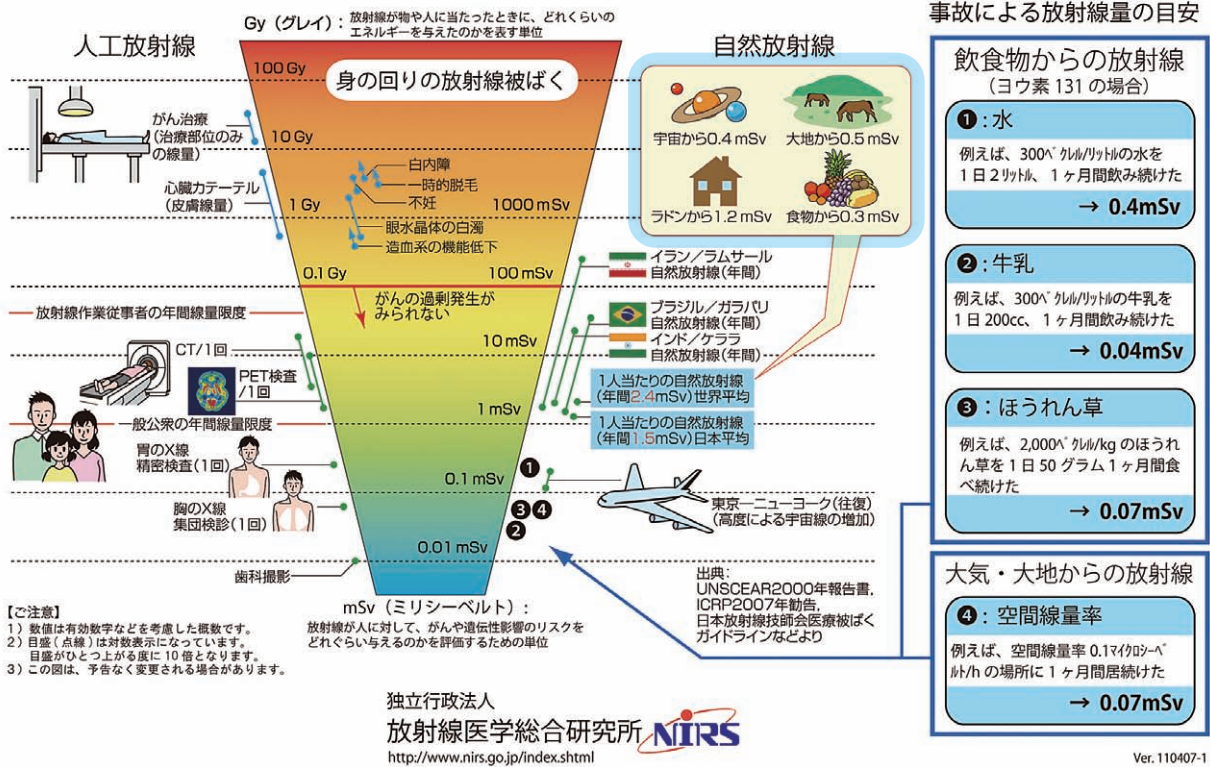 Gy（グレイ）：放射線が物や人に当たったときに、どれくらいの
エネルギーを与えたのかを表す単位
人工放射線
自然放射線
身の回りの放射線被ばく
100 Gy
10 Gy
1 Gy
0.1 Gy
1000 mSv
100 mSv
10 mSv
1 mSv
0.1 mSv
0.01 mSv
がん治療
（治療部位のみ
の線量）
心臓カテーテル
（皮膚線量）
白内障
一時的脱毛
不妊
眼水晶体の白濁
造血系の機能低下
がんの過剰発生が
みられない
放射線作業従事者の年間線量限度
CT/1回
PET検査
/1回
一般公衆の年間線量限度
胃のX線
精密検査（1回）
胸のX線
集団検診（1回）
歯科撮影
宇宙から0.4 mSv
大地から0.5 mSv
ラドンから1.2 mSv
食物から0.3 mSv
イラン／ラムサール
自然放射線（年間）
ブラジル／ガラパリ
自然放射線（年間）
インド／ケララ
自然放射線（年間）
1人当たりの自然放射線
（年間2.4mSv）世界平均
1人当たりの自然放射線
（年間1.5mSv）日本平均
❶
❸ ❹
❷
東京―ニューヨーク（往復）
（高度による宇宙線の増加）
mSv（ミリシーベルト）：
放射線が人に対して、がんや遺伝性影響のリスクを
どれぐらい与えるのかを評価するための単位
出典：
UNSCEAR2000年報告書,
ICRP2007年勧告,
日本放射線技師会医療被ばく
ガイドラインなどより
【ご注意】
1）数値は有効数字などを考慮した概数です。
2）目盛（点線）は対数表示になっています。
目盛がひとつ上がる度に 10 倍となります。
3）この図は、予告なく変更される場合があります。
独立行政法人
放射線医学総合研究所 NIRS
http://www.nirs.go.jp/index.shtml
事故による放射線量の目安
飲食物からの放射線
（ヨウ素 131 の場合）
❶：水
例えば、300ﾍﾞｸﾚﾙ/ﾘｯﾄﾙの水を
1日2ﾘｯﾄﾙ、1ヶ月間飲み続けた
→ 0.4mSv
❷：牛乳
例えば、300ﾍﾞｸﾚﾙ/ﾘｯﾄﾙの牛乳を
1日 200cc、1ヶ月間飲み続けた
→ 0.04mSv
❸：ほうれん草
例えば、2,000ﾍﾞｸﾚﾙ/kg のほうれ
ん草を1日 50 グラム 1ヶ月間食
べ続けた
→ 0.07mSv
大気・大地からの放射線
❹：空間線量率
例えば、空間線量率 0.1ﾏｲｸﾛｼｰﾍﾞ
ﾙﾄ/h の場所に1ヶ月間居続けた
→ 0.07mSv
Ver. 110407-1